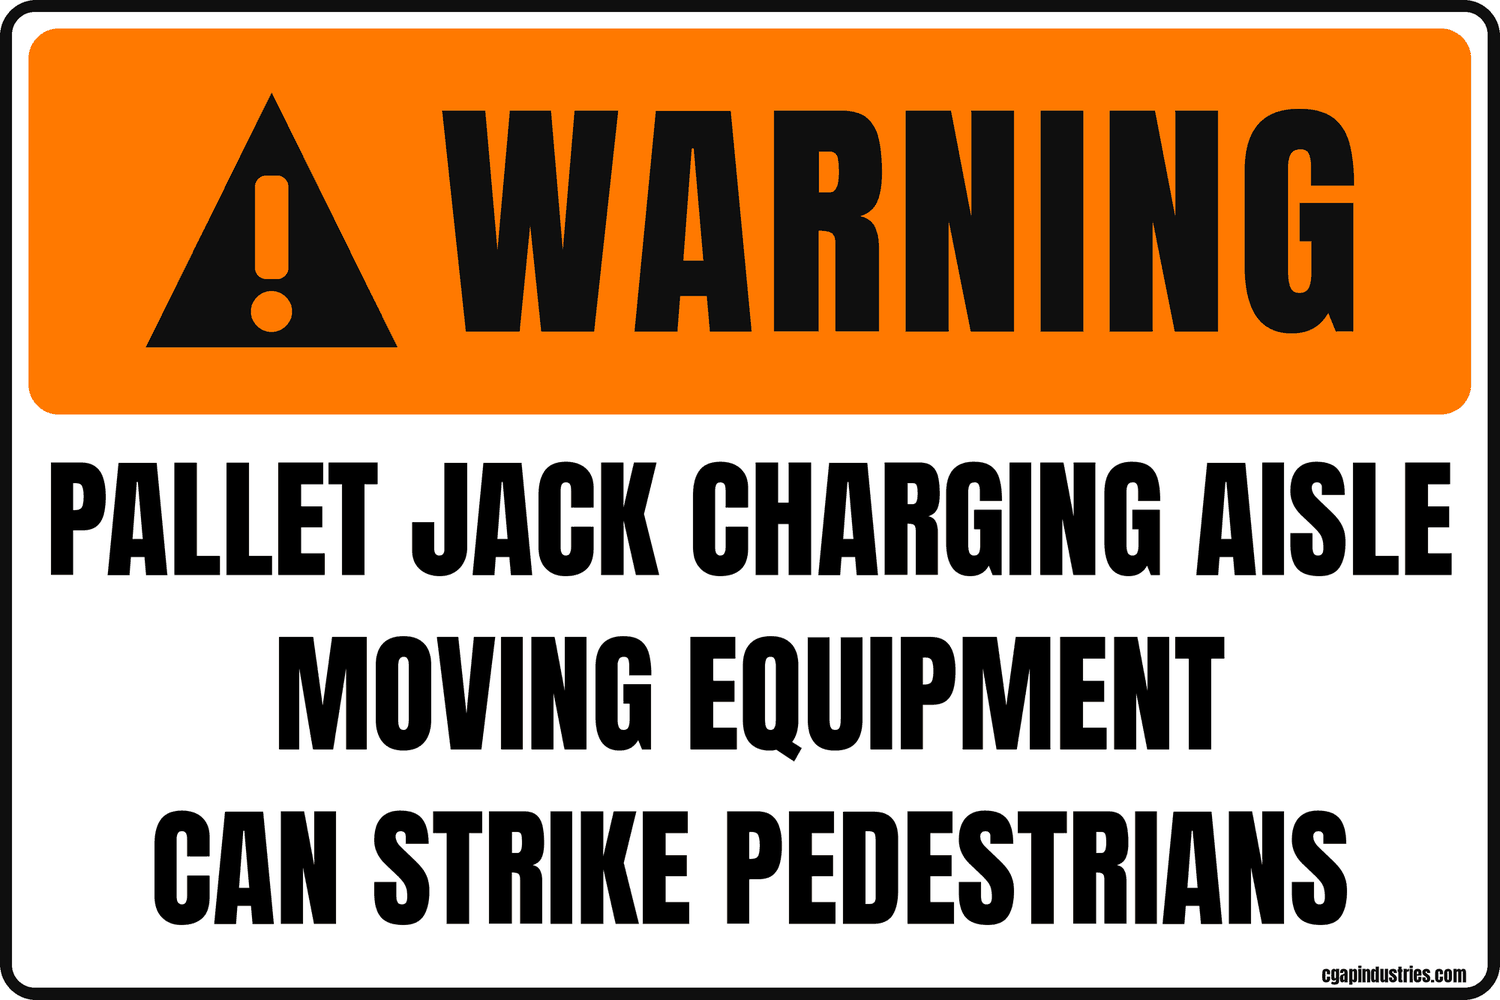 WARNING
PALLET JACK CHARGING AISLE
MOVING EQUIPMENT
CAN STRIKE PEDESTRIANS
cgapindustries.com